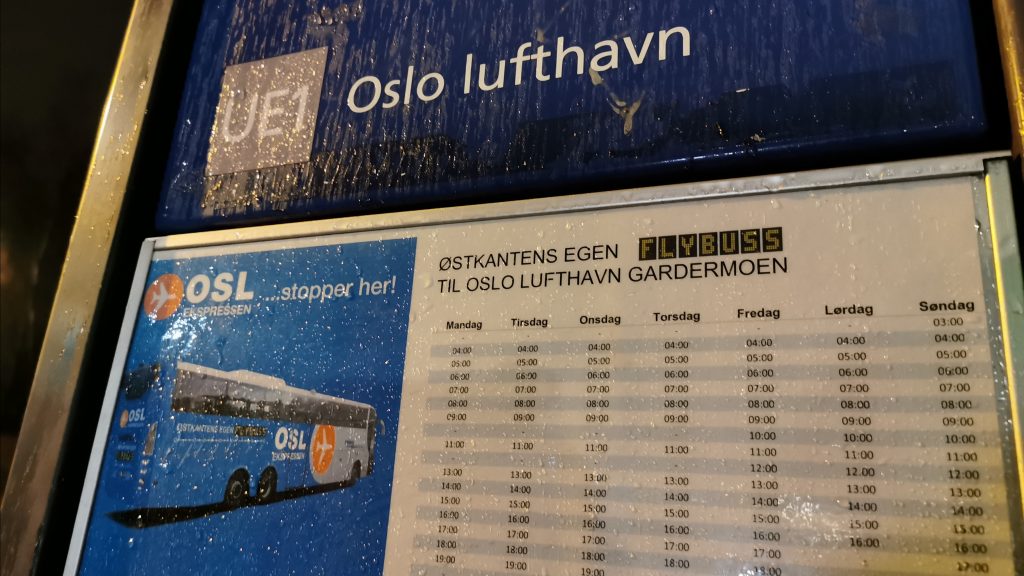 UE1 Oslo lufthavn
OSL ...stopper her!
EKSPRESSEN
ØSTKANTENS EGEN FLYBUSS
TIL OSLO LUFTHAVN GARDERMOEN
Mandag Tirsdag Onsdag Torsdag Fredag Lørdag Søndag
- - - - - - 03:00
04:00 04:00 04:00 04:00 04:00 04:00 04:00
05:00 05:00 05:00 05:00 05:00 05:00 05:00
06:00 06:00 06:00 06:00 06:00 06:00 06:00
07:00 07:00 07:00 07:00 07:00 07:00 07:00
08:00 08:00 08:00 08:00 08:00 08:00 08:00
09:00 09:00 09:00 09:00 09:00 09:00 09:00
- - - - 10:00 10:00 10:00
11:00 11:00 11:00 11:00 11:00 11:00 11:00
- - - - 12:00 12:00 12:00
13:00 13:00 13:00 13:00 13:00 13:00 13:00
14:00 14:00 14:00 14:00 14:00 14:00 14:00
15:00 15:00 15:00 15:00 15:00 15:00 15:00
16:00 16:00 16:00 16:00 16:00 16:00 16:00
17:00 17:00 17:00 17:00 17:00 17:00
18:00 18:00 18:00 18:00 18:00
19:00 19:00 19:00
OSL
ØSTKANTENS EGEN FLYBUSS
OSL
EKSPRESSEN